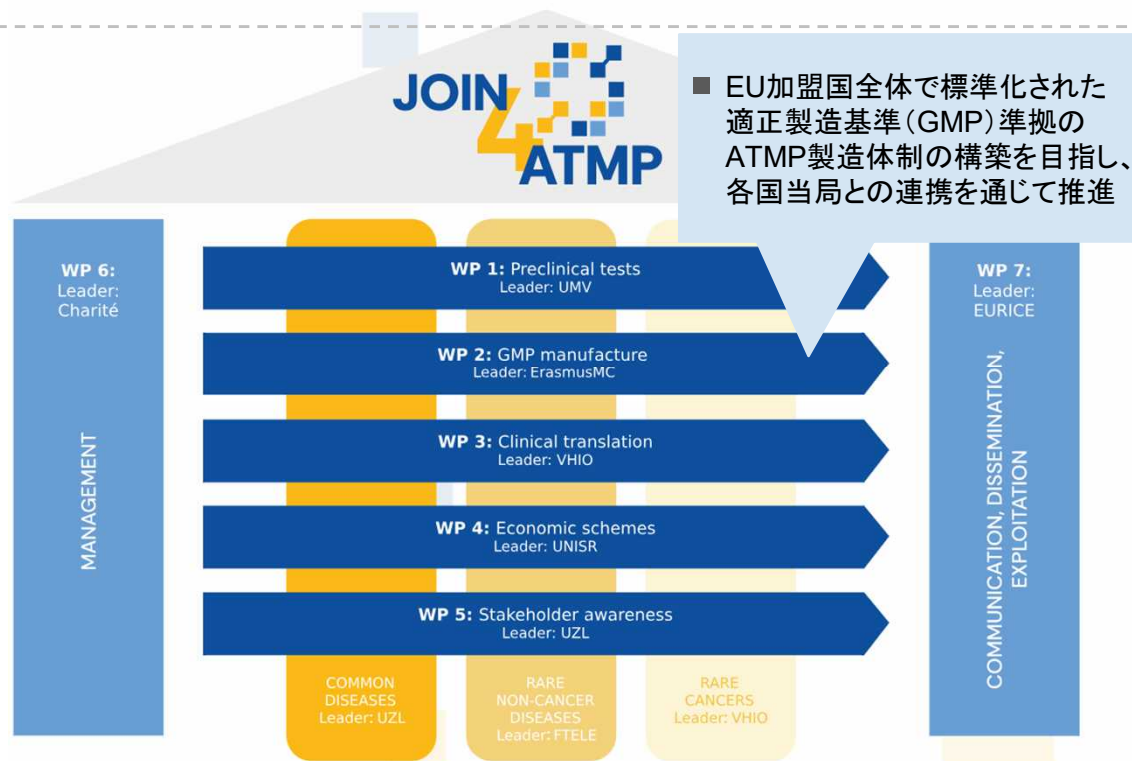 JOIN
4
ATMP
■ EU加盟国全体で標準化された
適正製造基準（GMP）準拠の
ATMP製造体制の構築を目指し、
各国当局との連携を通じて推進
WP 6:
Leader:
Charité
MANAGEMENT
WP 1: Preclinical tests
Leader: UMV
WP 2: GMP manufacture
Leader: ErasmusMC
WP 3: Clinical translation
Leader: VHIO
WP 4: Economic schemes
Leader: UNISR
WP 5: Stakeholder awareness
Leader: UZL
COMMON
DISEASES
Leader: UZL
RARE
NON-CANCER
DISEASES
Leader: FTELE
RARE
CANCERS
Leader: VHIO
WP 7:
Leader:
EURICE
COMMUNICATION, DISSEMINATION,
EXPLOITATION